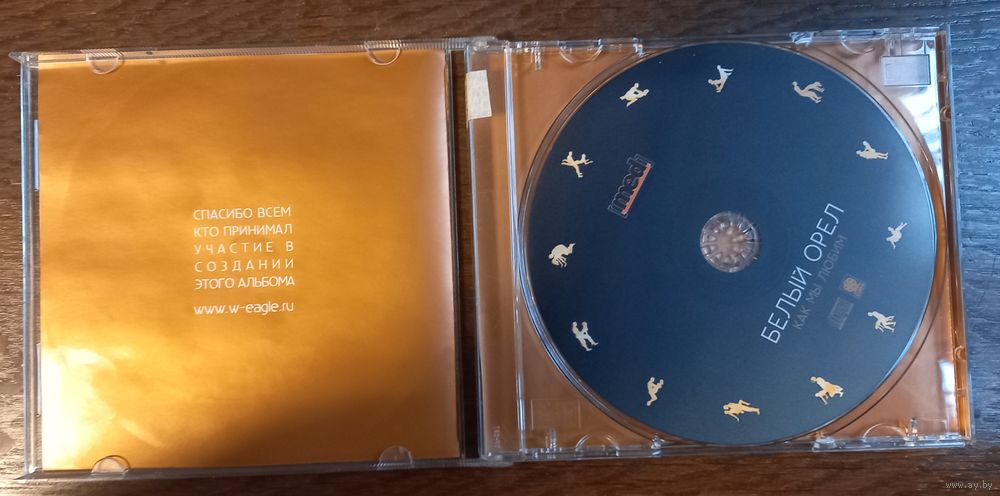 СПАСИБО ВСЕМ
КТО ПРИНИМАЛ
УЧАСТИЕ В
СОЗДАНИИ
ЭТОГО АЛЬБОМА
www.w-eagle.ru
med
БЕЛЫЙ ОРЕЛ
КАК МЫ ЛЮБИМ
www.ay.by